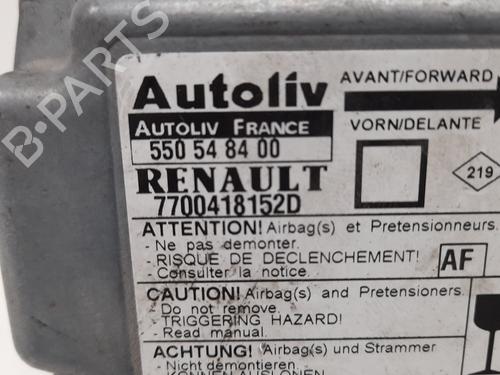 Autoliv
AVANT/FORWARD
AUTOLIV FRANCE
VORN/DELANTE
550 54 84 00
RENAULT
7700418152D
219
ATTENTION! Airbag(s) et Pretensionneurs.
- Ne pas demonter.
- RISQUE DE DECLENCHEMENT!
- Consulter la notice.
AF
CAUTION! Airbag(s) and Pretensioners.
- Do not remove.
- TRIGGERING HAZARD!
- Read manual.
ACHTUNG! Airbag(s) und Strammer
- Nicht demontieren.
- KÖNNEN AUSLÖSEN
B-PARTS